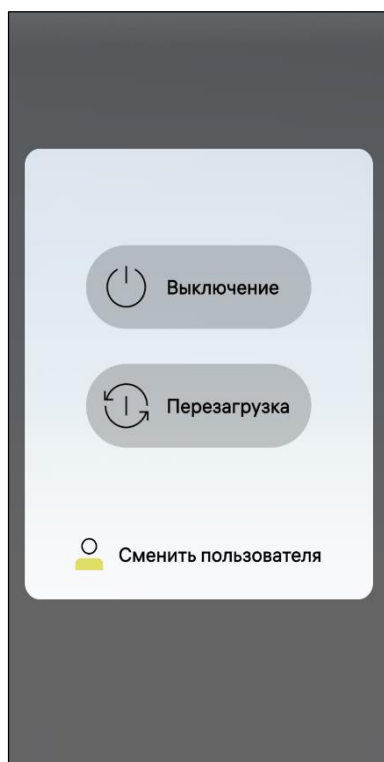 Выключение
Перезагрузка
Сменить пользователя